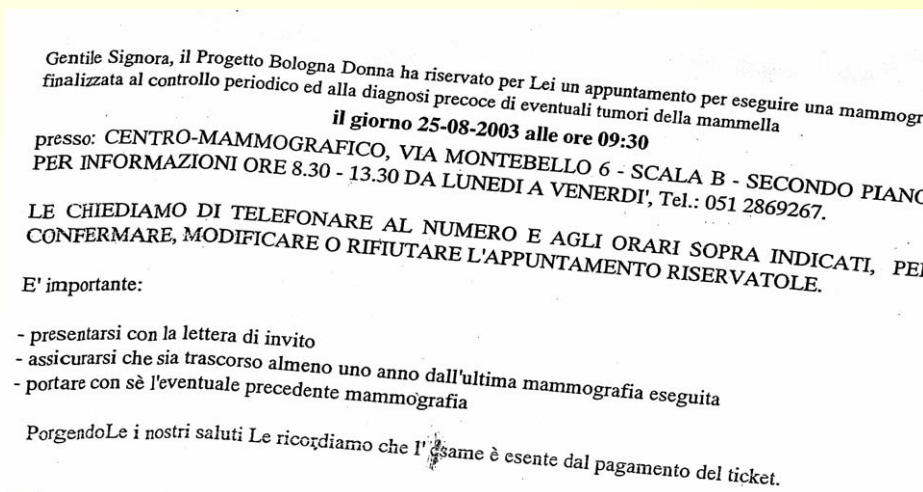 Gentile Signora, il Progetto Bologna Donna ha riservato per Lei un appuntamento per eseguire una mammogr
finalizzata al controllo periodico ed alla diagnosi precoce di eventuali tumori della mammella
il giorno 25-08-2003 alle ore 09:30
presso: CENTRO-MAMMOGRAFICO, VIA MONTEBELLO 6 - SCALA B - SECONDO PIANO
PER INFORMAZIONI ORE 8.30 - 13.30 DA LUNEDI A VENERDI', Tel.: 051 2869267.
LE CHIEDIAMO DI TELEFONARE AL NUMERO E AGLI ORARI SOPRA INDICATI, PER
CONFERMARE, MODIFICARE O RIFIUTARE L'APPUNTAMENTO RISERVATOLE.
E' importante:
- presentarsi con la lettera di invito
- assicurarsi che sia trascorso almeno uno anno dall'ultima mammografia eseguita
- portare con sè l'eventuale precedente mammografia
PorgendoLe i nostri saluti Le ricordiamo che l' esame è esente dal pagamento del ticket.